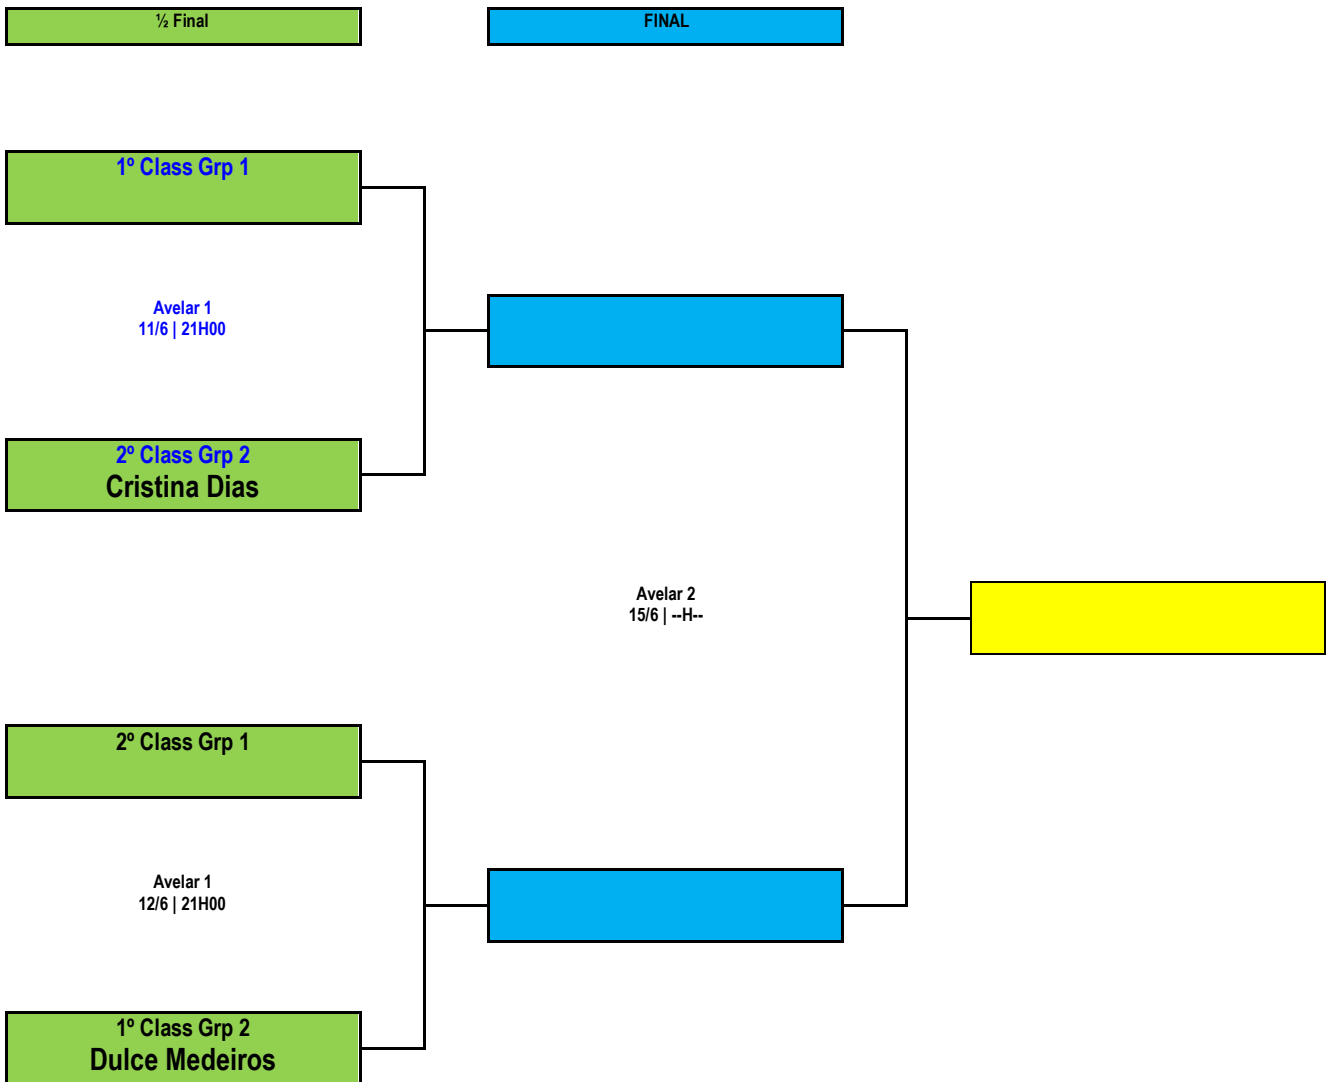 ½ Final
FINAL
1º Class Grp 1
Avelar 1
11/6 | 21H00
2º Class Grp 2
Cristina Dias
Avelar 2
15/6 | --H--
2º Class Grp 1
Avelar 1
12/6 | 21H00
1º Class Grp 2
Dulce Medeiros